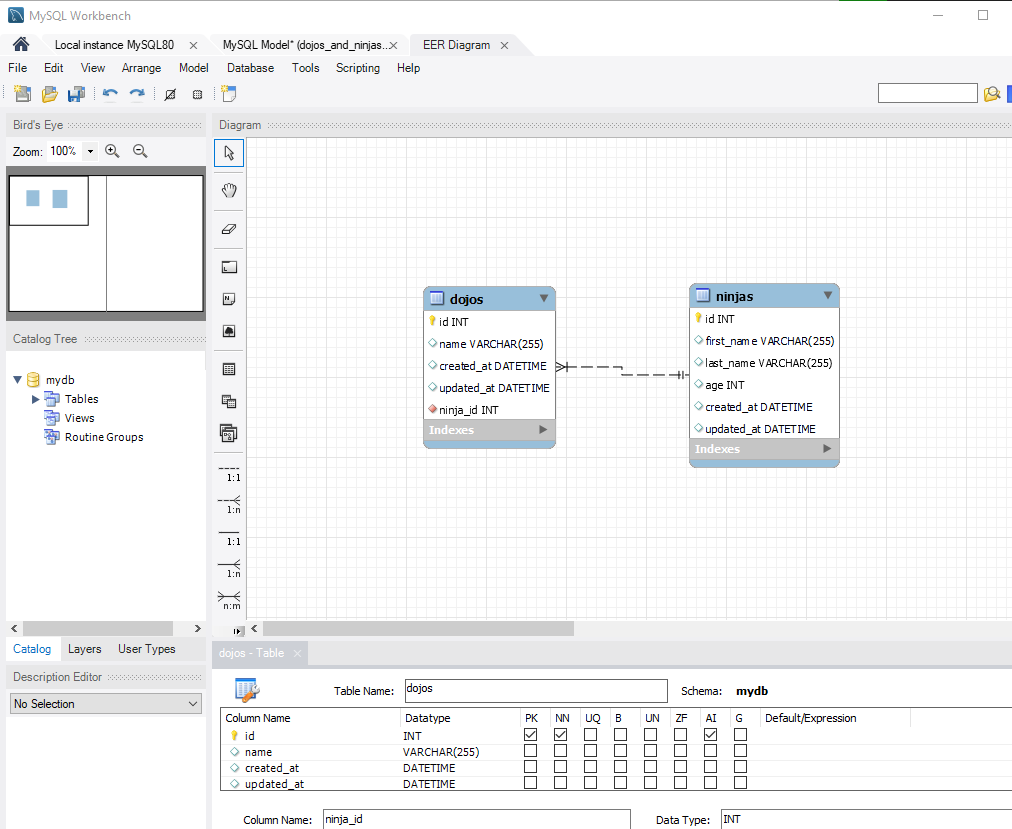 MySQL Workbench
Local instance MySQL80 MySQL Model* (dojos_and_ninjas... EER Diagram
File Edit View Arrange Model Database Tools Scripting Help
Bird's Eye
Diagram
Zoom: 100%
Catalog Tree
mydb
Tables
Views
Routine Groups
dojos
id INT
name VARCHAR(255)
created_at DATETIME
updated_at DATETIME
ninja_id INT
Indexes
ninjas
id INT
first_name VARCHAR(255)
last_name VARCHAR(255)
age INT
created_at DATETIME
updated_at DATETIME
Indexes
1:1
1:n
1:1
1:n
n:m
Catalog Layers User Types
Description Editor
No Selection
dojos - Table
Table Name: dojos Schema: mydb
Column Name Datatype PK NN UQ B UN ZF AI G Default/Expression
id INT
name VARCHAR(255)
created_at DATETIME
updated_at DATETIME
Column Name: ninja_id Data Type: INT